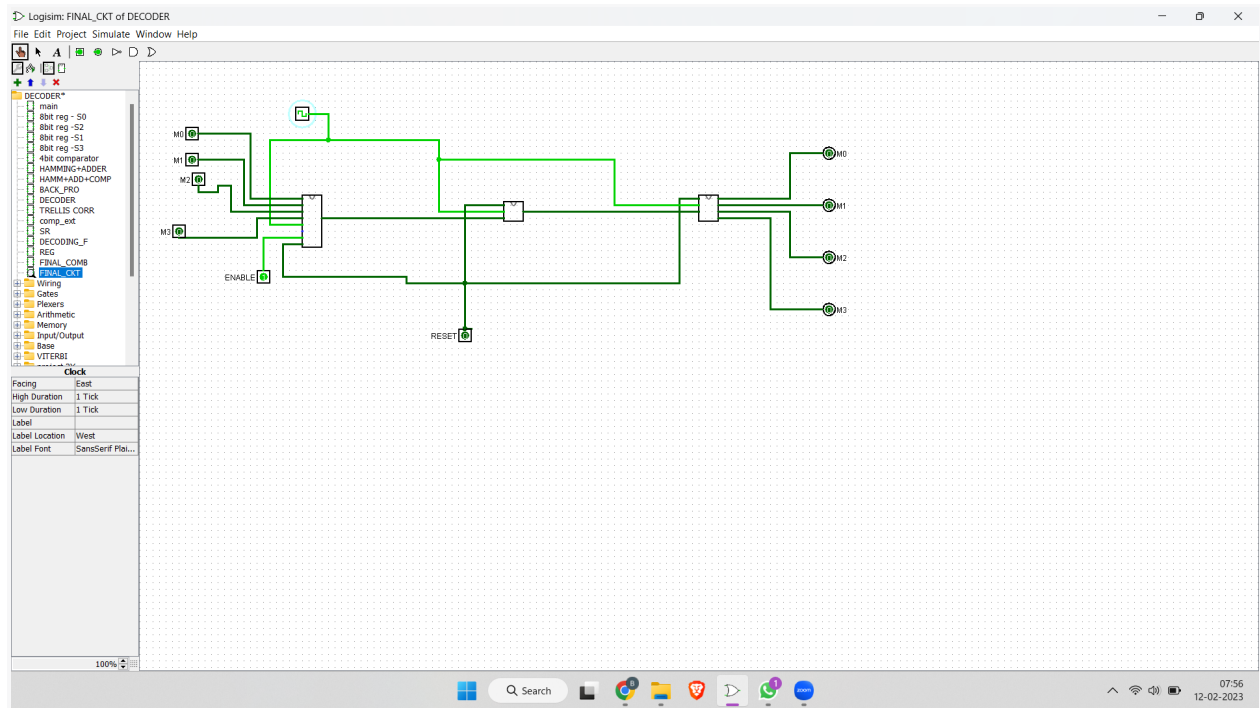 Logisim: FINAL_CKT of DECODER
File Edit Project Simulate Window Help
A
DECODER*
main
8bit reg - S0
8bit reg -S2
8bit reg -S1
8bit reg -S3
4bit comparator
HAMMING+ADDER
HAMM+ADD+COMP
BACK_PRO
DECODER
TRELLIS CORR
comp_ext
SR
DECODING_F
REG
FINAL_COMB
FINAL_CKT
Wiring
Gates
Plexers
Arithmetic
Memory
Input/Output
Base
VITERBI
Clock
Facing East
High Duration 1 Tick
Low Duration 1 Tick
Label
Label Location West
Label Font SansSerif Plai...
100%
M0
M1
M2
M3
ENABLE
RESET
M0
M1
M2
M3
Search
B
1
zoom
07:56
12-02-2023